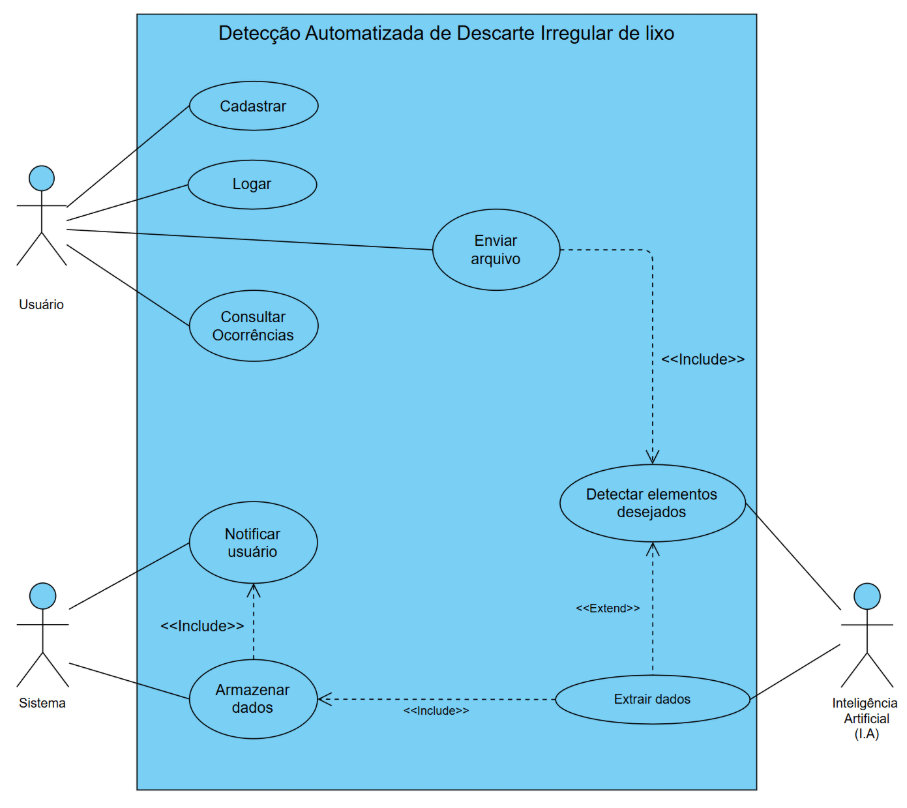 Detecção Automatizada de Descarte Irregular de lixo
Cadastrar
Logar
Enviar
arquivo
Usuário
Consultar
Ocorrências
<<Include>>
Detectar elementos
desejados
Notificar
usuário
<<Extend>>
<<Include>>
Armazenar
dados
Extrair dados
<<Include>>
Sistema
Inteligência
Artificial
(I.A)